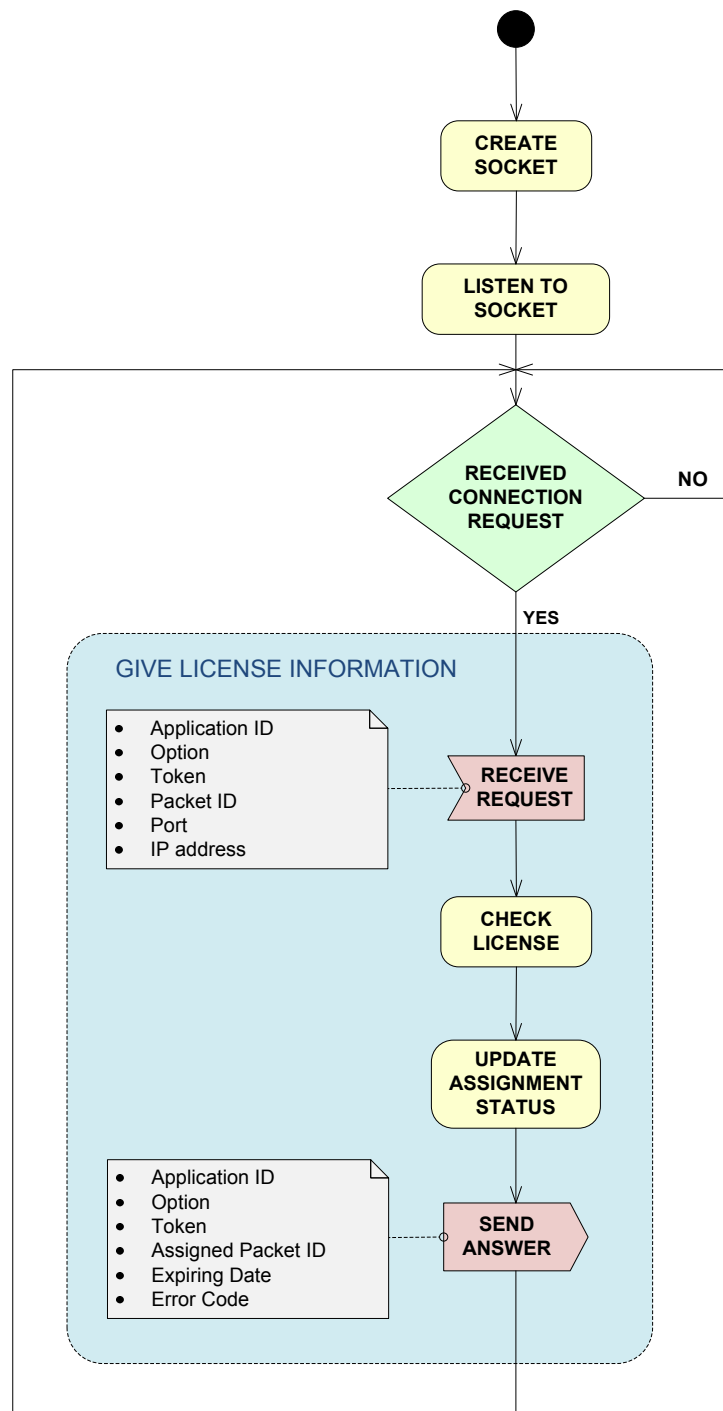 CREATE
SOCKET
LISTEN TO
SOCKET
RECEIVED
CONNECTION
REQUEST
NO
YES
GIVE LICENSE INFORMATION
• Application ID
• Option
• Token
• Packet ID
• Port
• IP address
RECEIVE
REQUEST
CHECK
LICENSE
UPDATE
ASSIGNMENT
STATUS
• Application ID
• Option
• Token
• Assigned Packet ID
• Expiring Date
• Error Code
SEND
ANSWER